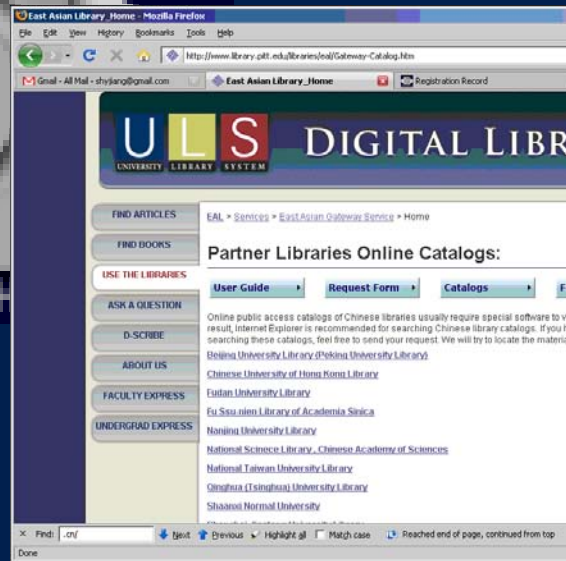 East Asian Library_Home - Mozilla Firefox
File Edit View History Bookmarks Tools Help
http://www.library.pitt.edu/libraries/eal/Gateway-Catalog.htm
Gmail - All Mail - shyjiang@gmail.com East Asian Library_Home Registration Record
ULS DIGITAL LIBR
UNIVERSITY LIBRARY SYSTEM
FIND ARTICLES
FIND BOOKS
USE THE LIBRARIES
ASK A QUESTION
D-SCRIBE
ABOUT US
FACULTY EXPRESS
UNDERGRAD EXPRESS
EAL > Services > East Asian Gateway Service > Home
Partner Libraries Online Catalogs:
User Guide Request Form Catalogs F
Online public access catalogs of Chinese libraries usually require special software to v
result, Internet Explorer is recommended for searching Chinese library catalogs. If you h
searching these catalogs, feel free to send your request. We will try to locate the materia
Beijing University Library (Peking University Library)
Chinese University of Hong Kong Library
Fudan University Library
Fu Ssu-nien Library of Academia Sinica
Nanjing University Library
National Scinece Library , Chinese Academy of Sciences
National Taiwan University Library
Qinghua (Tsinghua) University Library
Shaanxi Normal University
Find: .cn/ Next Previous Highlight all Match case Reached end of page, continued from top
Done